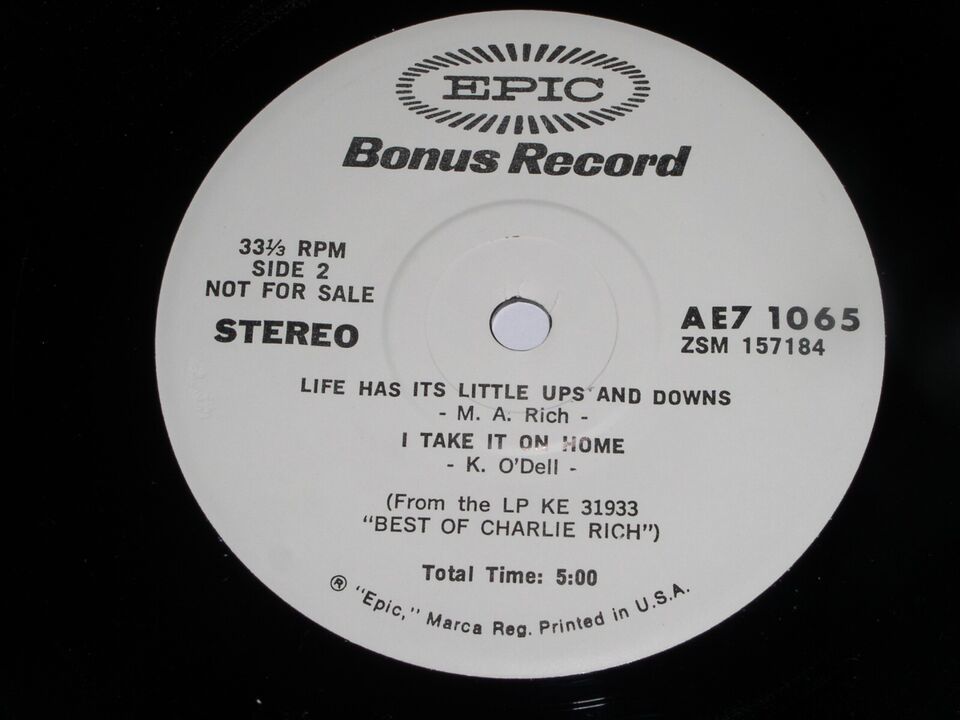 EPIC
Bonus Record
33⅓ RPM
SIDE 2
NOT FOR SALE
STEREO
AE7 1065
ZSM 157184
LIFE HAS ITS LITTLE UPS AND DOWNS
- M. A. Rich -
I TAKE IT ON HOME
- K. O'Dell -
(From the LP KE 31933
"BEST OF CHARLIE RICH")
Total Time: 5:00
® "Epic," Marca Reg. Printed in U.S.A.